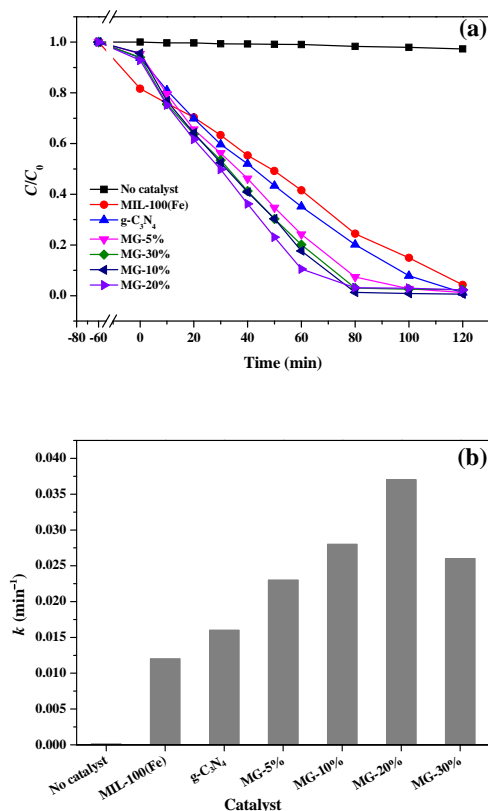 (a)
1.0
0.8
0.6
0.4
0.2
0.0
C/C₀
No catalyst
MIL-100(Fe)
g-C₃N₄
MG-5%
MG-30%
MG-10%
MG-20%
-80 -60 0 20 40 60 80 100 120
Time (min)
(b)
0.040
0.035
0.030
0.025
0.020
0.015
0.010
0.005
0.000
k (min⁻¹)
No catalyst MIL-100(Fe) g-C₃N₄ MG-5% MG-10% MG-20% MG-30%
Catalyst